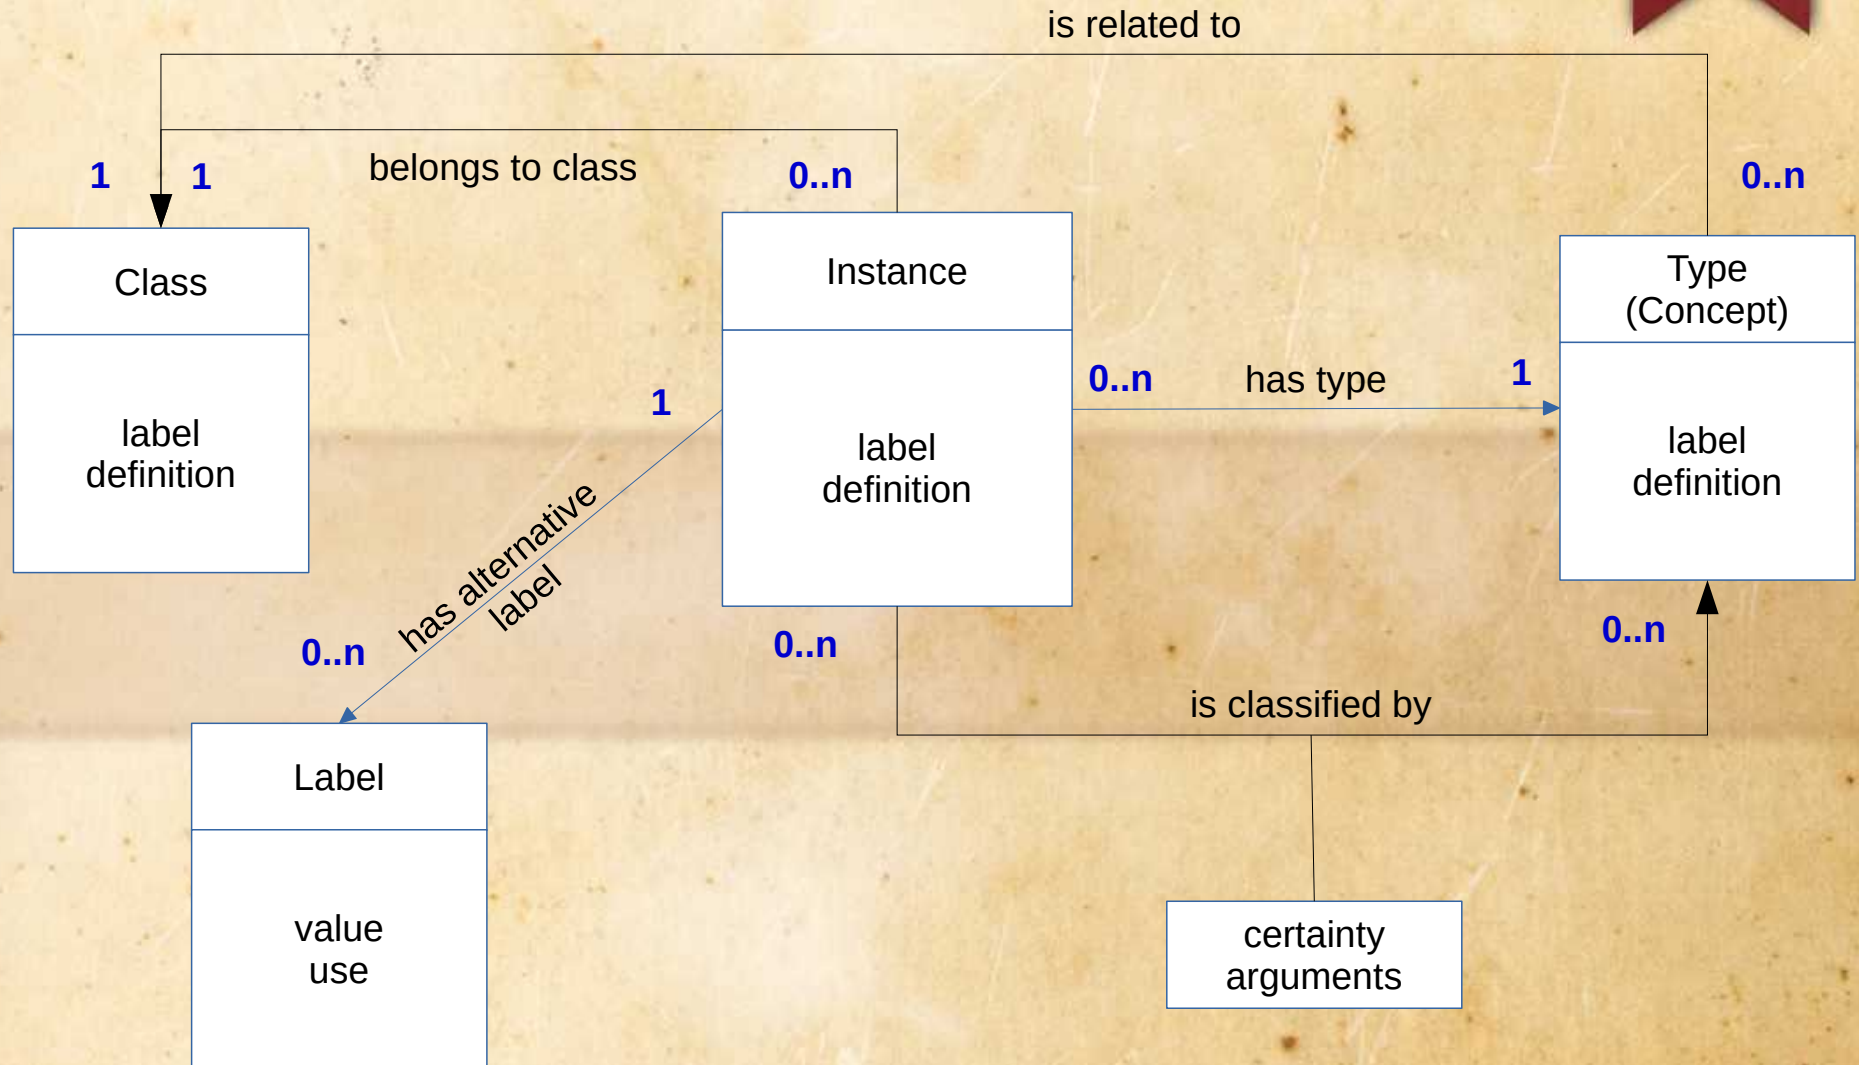 is related to
1
1
belongs to class
0..n
0..n
Class
label
definition
Instance
label
definition
Type
(Concept)
label
definition
1
0..n
has type
1
has alternative
label
0..n
0..n
0..n
is classified by
Label
value
use
certainty
arguments